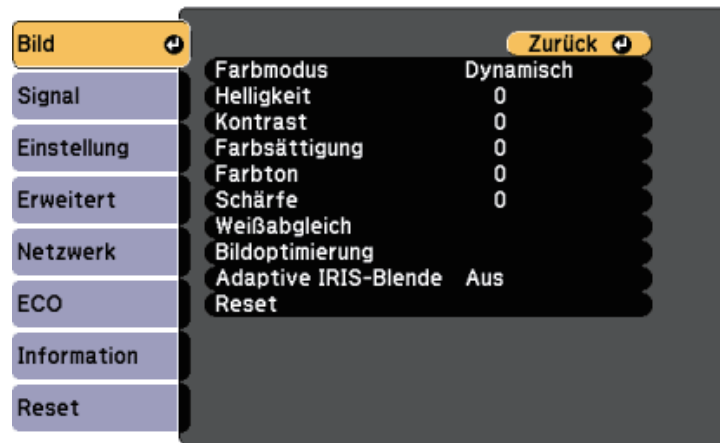 Bild
Signal
Einstellung
Erweitert
Netzwerk
ECO
Information
Reset
Zurück
Farbmodus Dynamisch
Helligkeit 0
Kontrast 0
Farbsättigung 0
Farbton 0
Schärfe 0
Weißabgleich
Bildoptimierung
Adaptive IRIS-Blende Aus
Reset